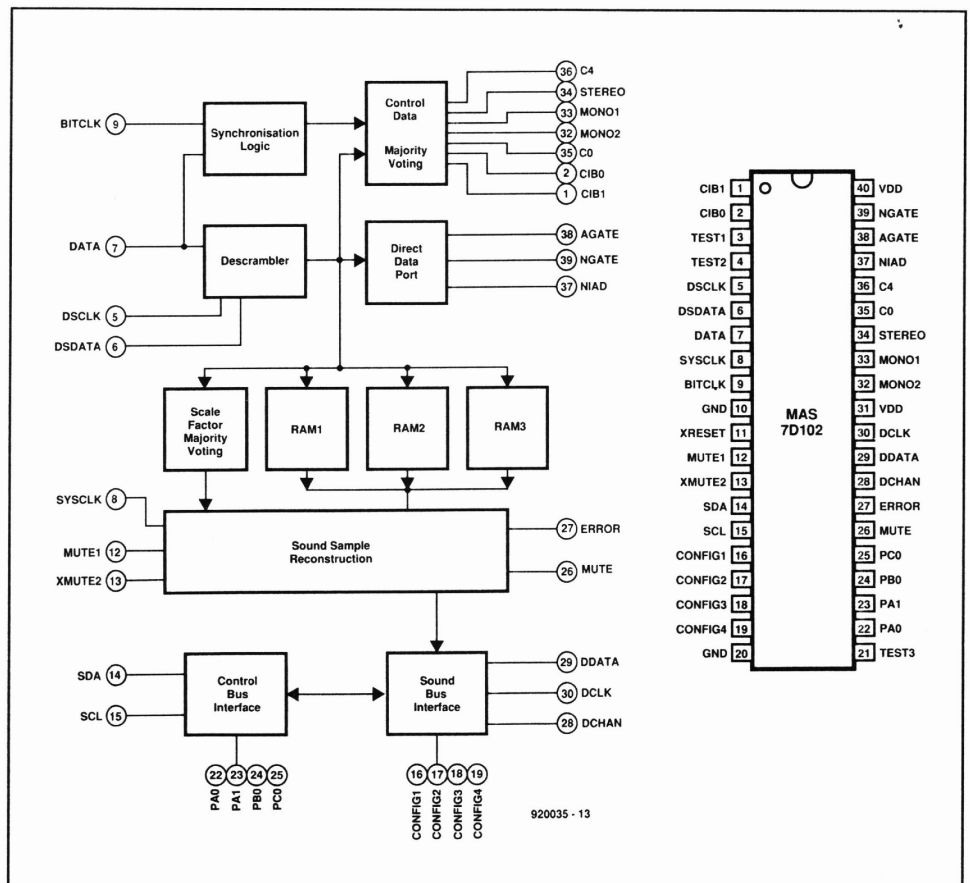 36 C4
34 STEREO
33 MONO1
32 MONO2
35 C0
2 CIB0
1 CIB1
BITCLK 9
Synchronisation
Logic
Control
Data
Majority
Voting
DATA 7
Descrambler
Direct
Data
Port
38 AGATE
39 NGATE
37 NIAD
DSCLK 5
DSDATA 6
Scale
Factor
Majority
Voting
RAM1
RAM2
RAM3
SYSCLK 8
MUTE1 12
XMUTE2 13
Sound Sample
Reconstruction
27 ERROR
26 MUTE
SDA 14
SCL 15
Control
Bus
Interface
Sound
Bus
Interface
29 DDATA
30 DCLK
28 DCHAN
22 23 24 25
PA0
PA1
PB0
PC0
16 17 18 19
CONFIG1
CONFIG2
CONFIG3
CONFIG4
920035 - 13
CIB1 1
CIB0 2
TEST1 3
TEST2 4
DSCLK 5
DSDATA 6
DATA 7
SYSCLK 8
BITCLK 9
GND 10
XRESET 11
MUTE1 12
XMUTE2 13
SDA 14
SCL 15
CONFIG1 16
CONFIG2 17
CONFIG3 18
CONFIG4 19
GND 20
MAS
7D102
40 VDD
39 NGATE
38 AGATE
37 NIAD
36 C4
35 C0
34 STEREO
33 MONO1
32 MONO2
31 VDD
30 DCLK
29 DDATA
28 DCHAN
27 ERROR
26 MUTE
25 PC0
24 PB0
23 PA1
22 PA0
21 TEST3